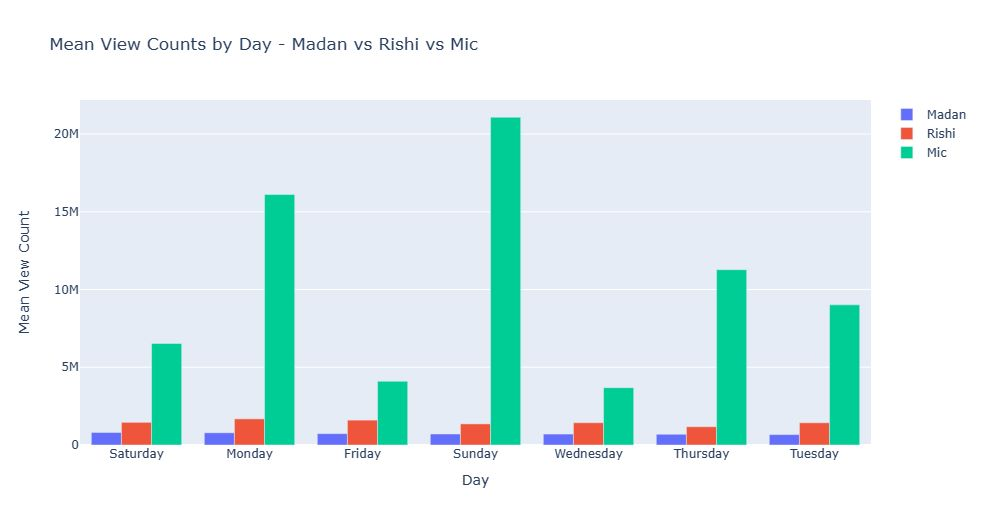 Mean View Counts by Day - Madan vs Rishi vs Mic
Madan
Rishi
Mic
Mean View Count
20M
15M
10M
5M
0
Saturday Monday Friday Sunday Wednesday Thursday Tuesday
Day